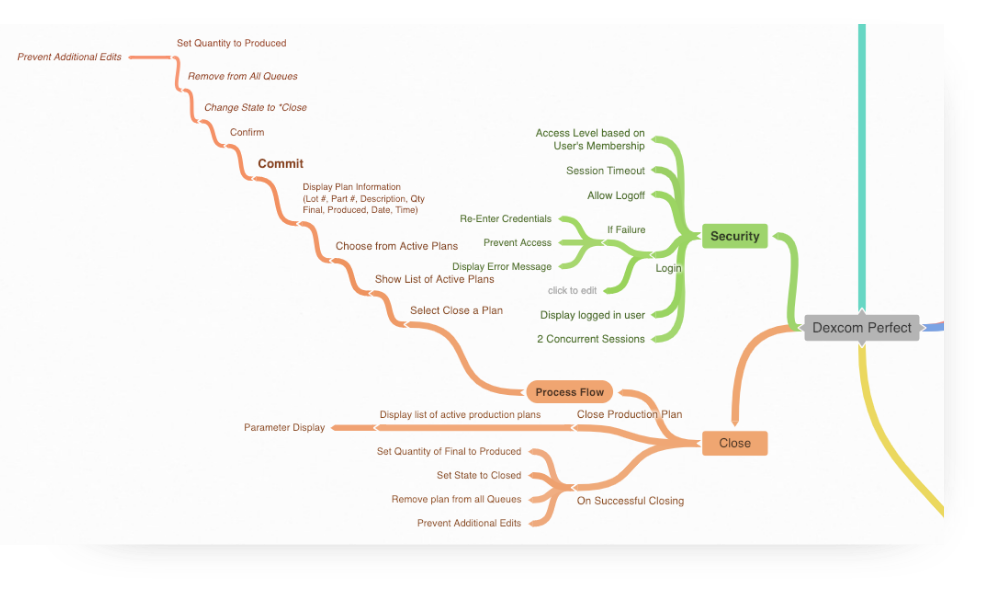 Set Quantity to Produced
Prevent Additional Edits
Remove from All Queues
Change State to "Close
Confirm
Commit
Display Plan Information
(Lot #, Part #, Description, Qty
Final, Produced, Date, Time)
Choose from Active Plans
Show List of Active Plans
Select Close a Plan
Process Flow
Access Level based on
User's Membership
Session Timeout
Allow Logoff
Re-Enter Credentials
If Failure
Prevent Access
Display Error Message
Login
click to edit
Display logged in user
2 Concurrent Sessions
Security
Dexcom Perfect
Close Production Plan
Display list of active production plans
Parameter Display
Close
Set Quantity of Final to Produced
Set State to Closed
Remove plan from all Queues
Prevent Additional Edits
On Successful Closing